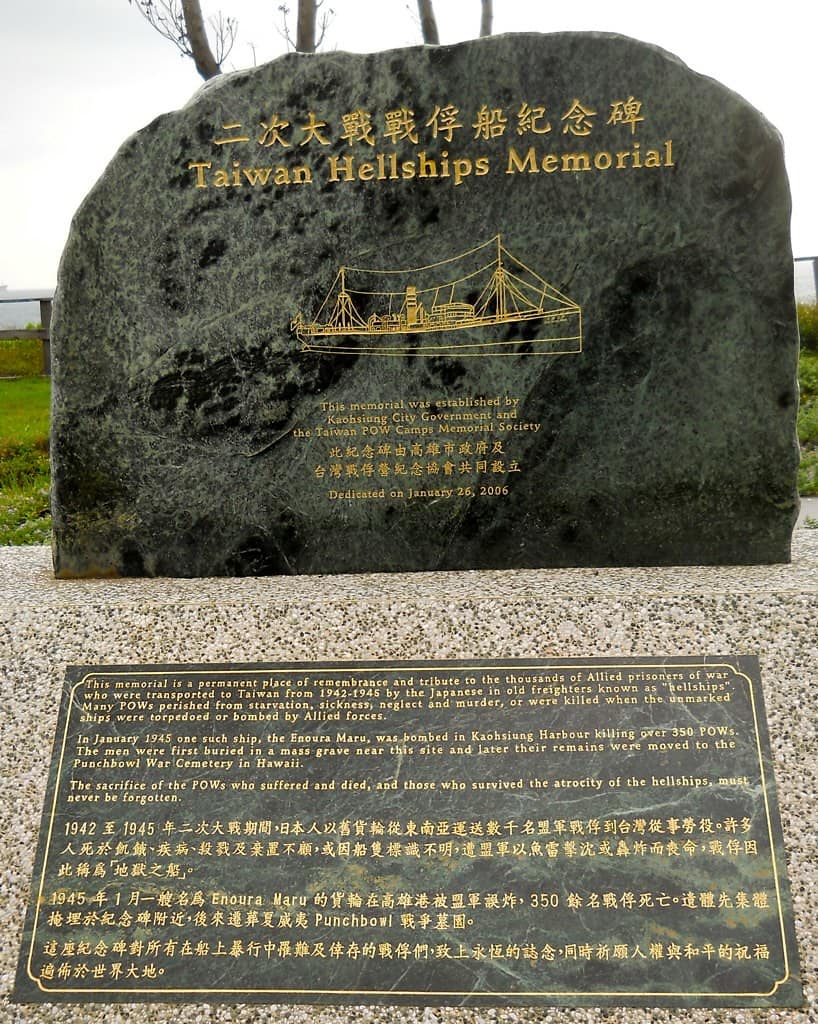 二次大戰戰俘船紀念碑
Taiwan Hellships Memorial
This memorial was established by
Kaohsiung City Government and
the Taiwan POW Camps Memorial Society
此紀念碑由高雄市政府及
台灣戰俘營紀念協會共同設立
Dedicated on January 26, 2006
This memorial is a permanent place of remembrance and tribute to the thousands of Allied prisoners of war
who were transported to Taiwan from 1942-1945 by the Japanese in old freighters known as "hellships".
Many POWs perished from starvation, sickness, neglect and murder, or were killed when the unmarked
ships were torpedoed or bombed by Allied forces.
In January 1945 one such ship, the Enoura Maru, was bombed in Kaohsiung Harbour killing over 350 POWs.
The men were first buried in a mass grave near this site and later their remains were moved to the
Punchbowl War Cemetery in Hawaii.
The sacrifice of the POWs who suffered and died, and those who survived the atrocity of the hellships, must
never be forgotten.
1942 至 1945 年二次大戰期間，日本人以舊貨輪從東南亞運送數千名盟軍戰俘到台灣從事勞役。許多
人死於飢餓、疾病、殺戮及棄置不顧，或因船隻標識不明，遭盟軍以魚雷擊沈或轟炸而喪命，戰俘因
此稱爲「地獄之船」。
1945 年 1 月一艘名爲 Enoura Maru 的貨輪在高雄港被盟軍誤炸，350 餘名戰俘死亡。遺體先集體
掩埋於紀念碑附近，後來遷葬夏威夷 Punchbowl 戰爭墓園。
這座紀念碑對所有在船上暴行中罹難及倖存的戰俘們，致上永恆的誌念，同時祈願人權與和平的祝福
遍佈於世界大地。